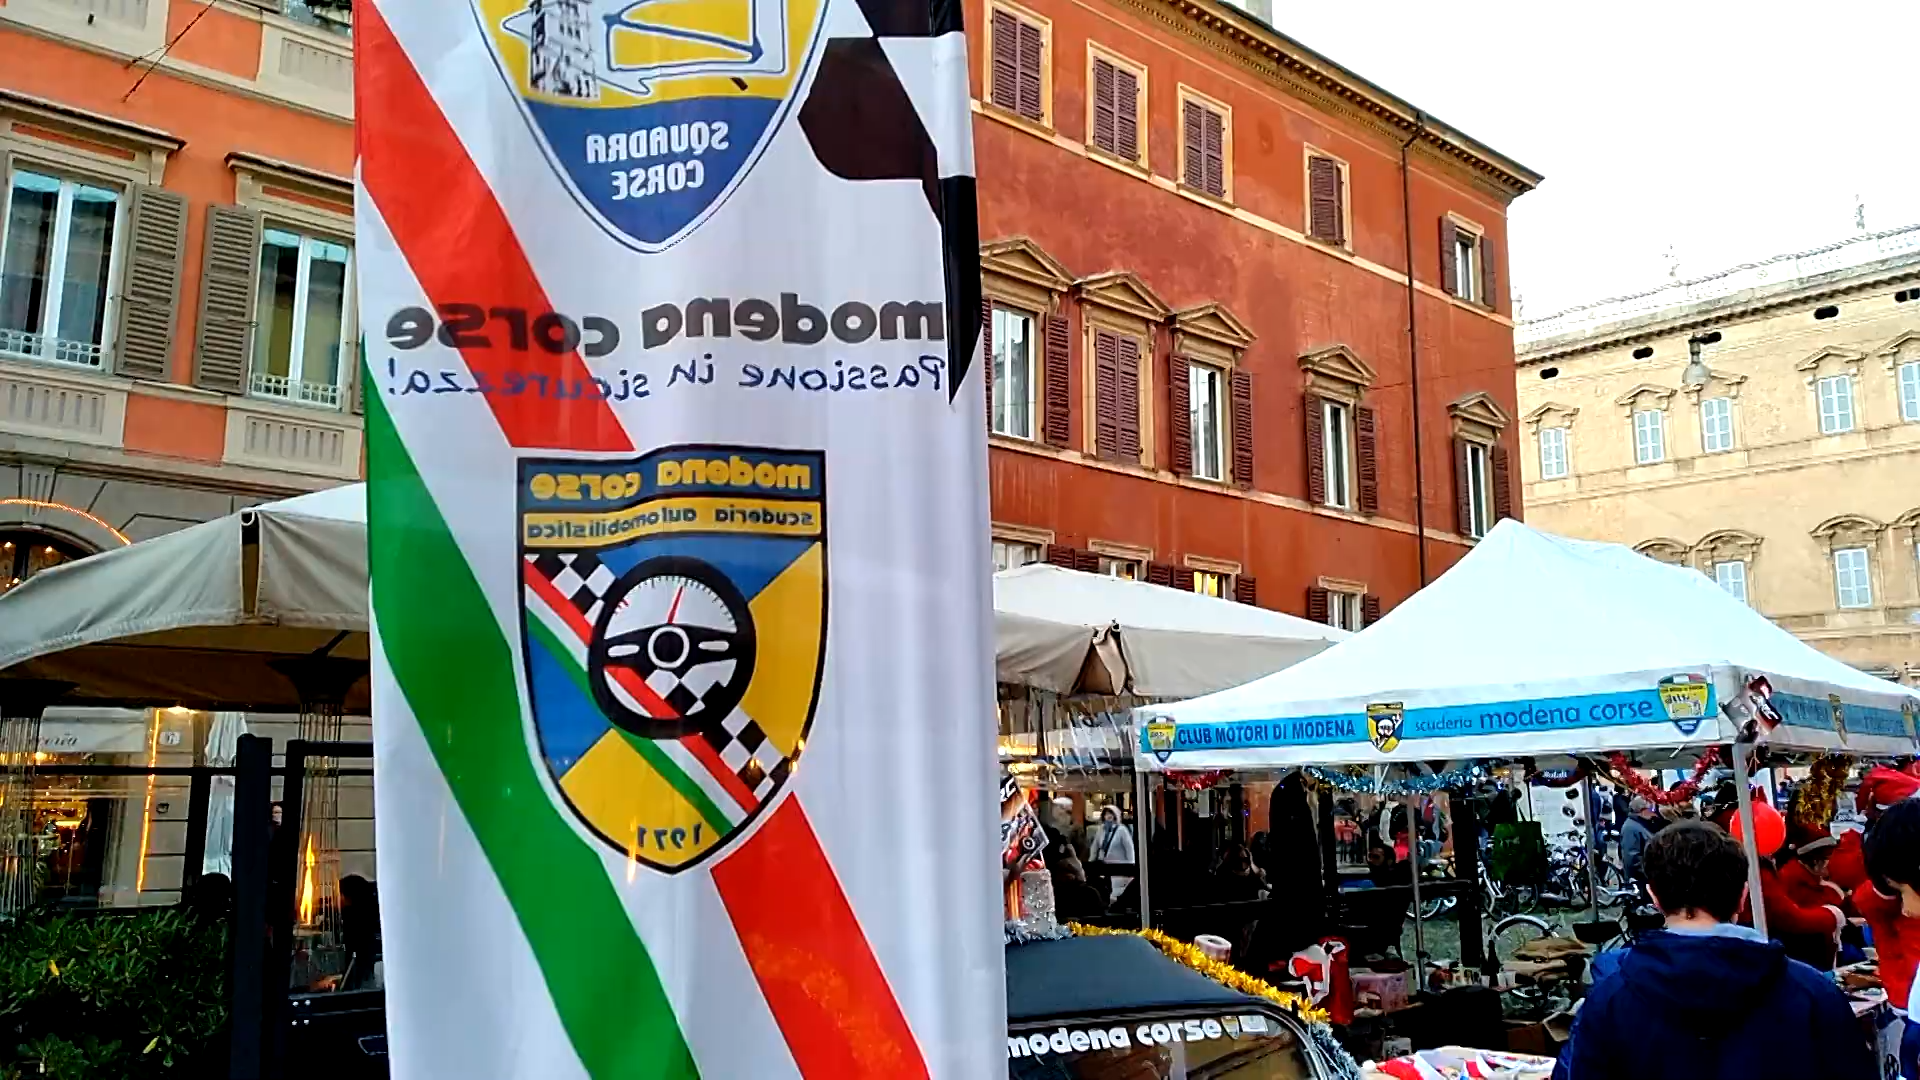 SQUADRA
CORSE
modena corse
Passione in sicurezza!
modena corse
scuderia automobilistica
1971
CLUB MOTORI DI MODENA
scuderia modena corse
modena corse